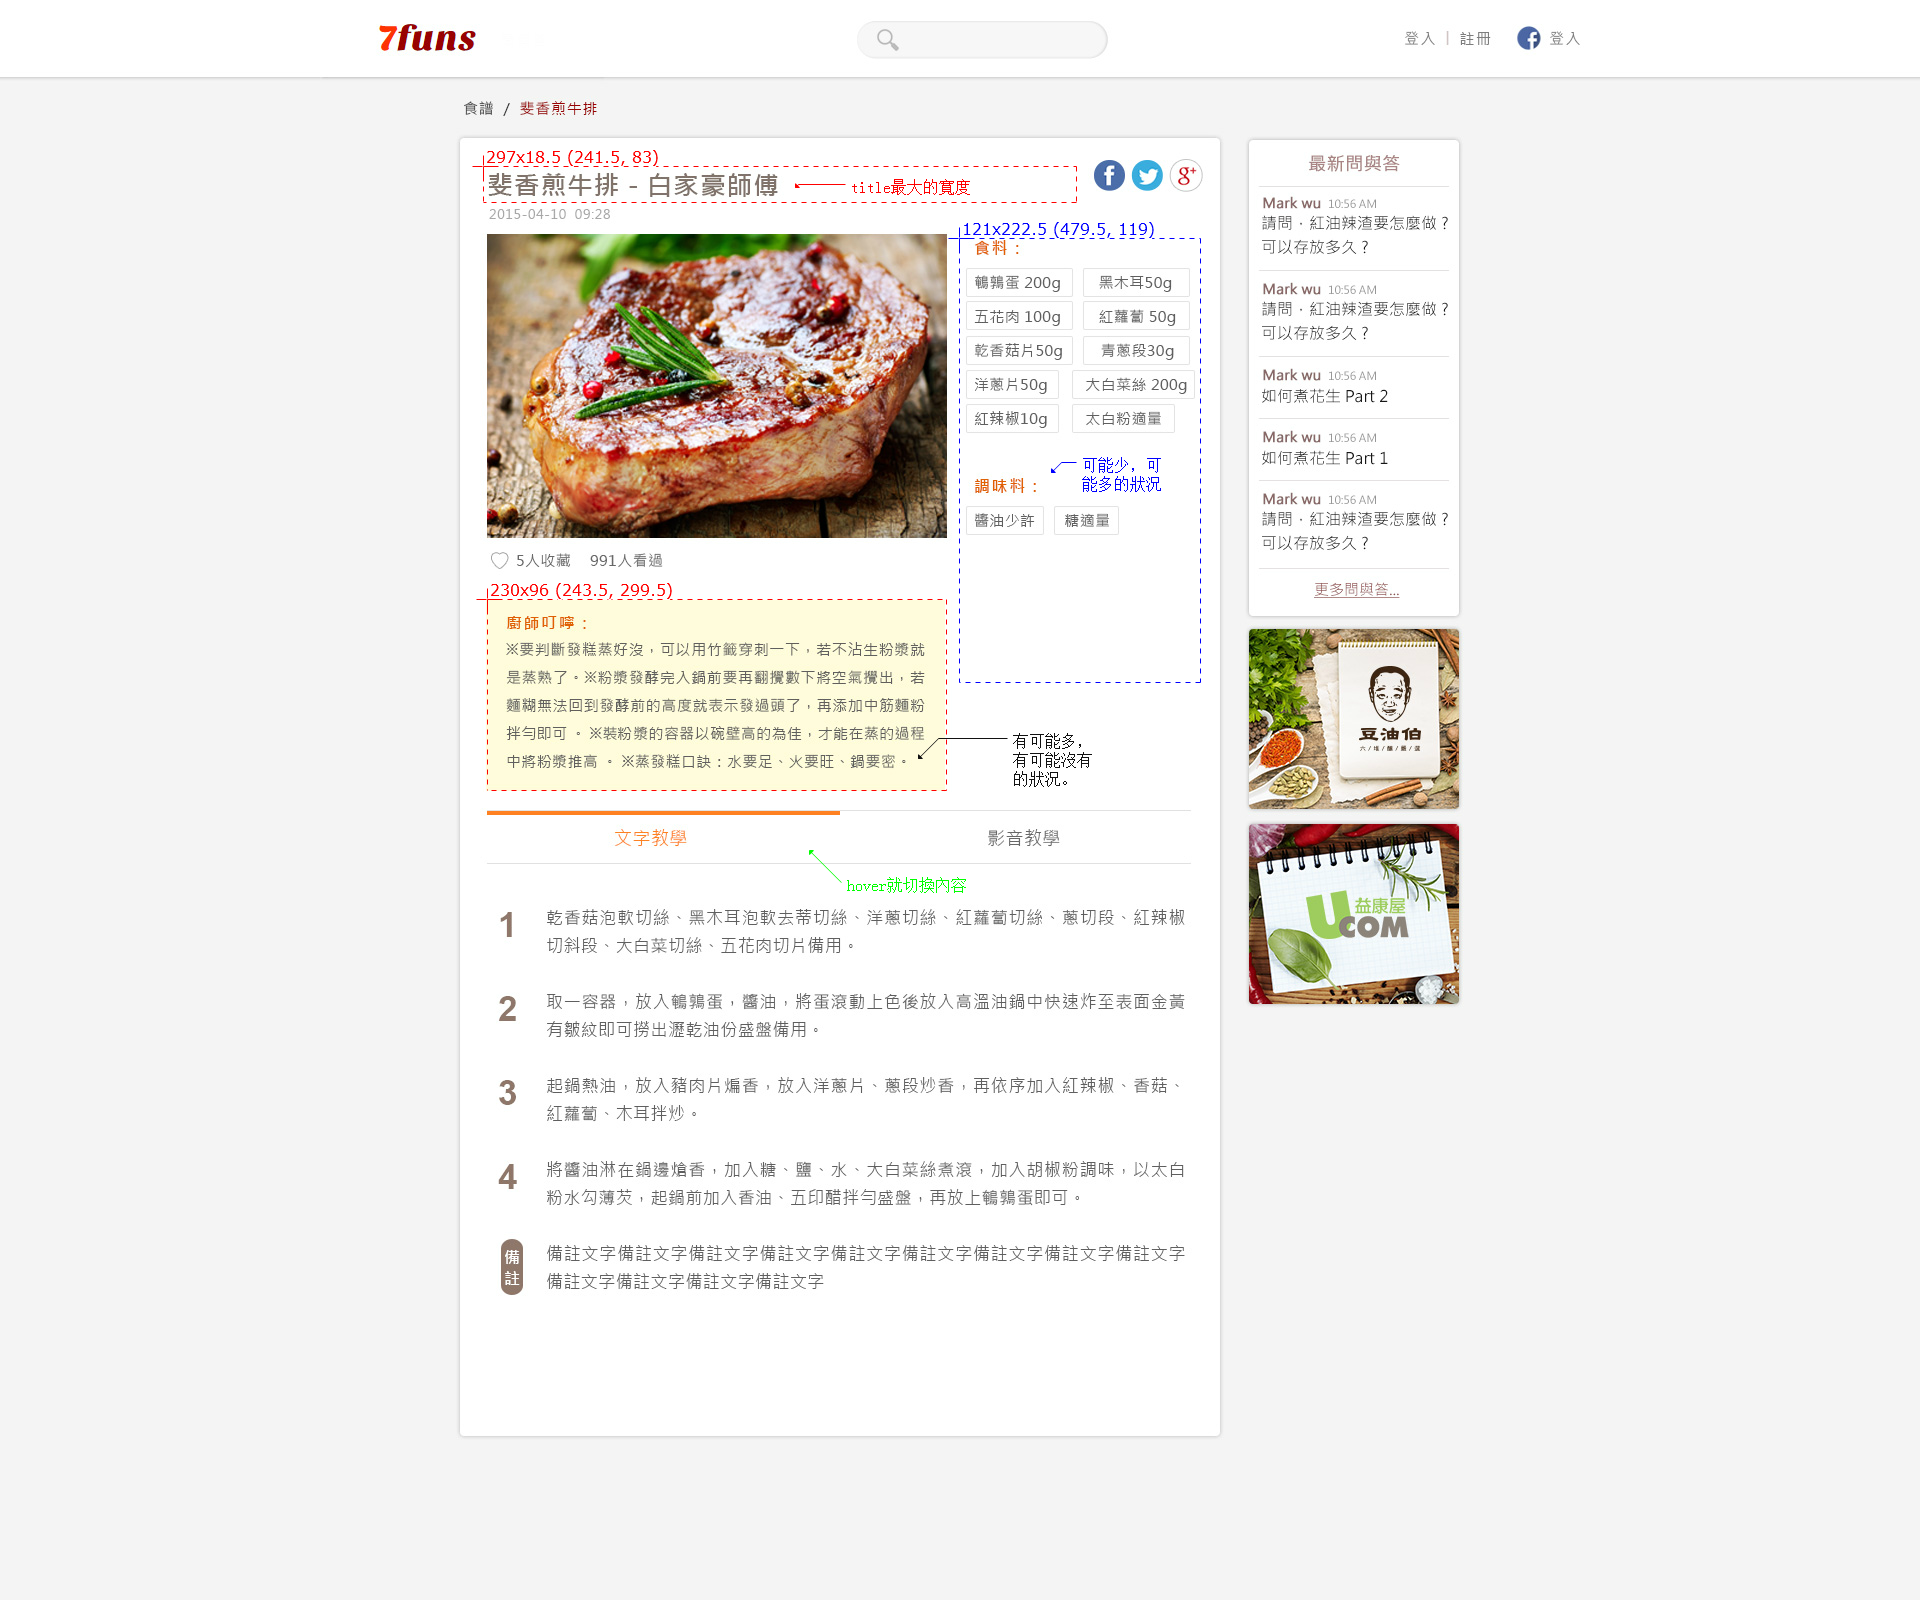 7funs
登入 | 註冊
登入
食譜 / 斐香煎牛排
297x18.5 (241.5, 83)
斐香煎牛排 - 白家豪師傅
title最大的寬度
2015-04-10 09:28
121x222.5 (479.5, 119)
食料：
鵪鶉蛋 200g
黑木耳50g
五花肉 100g
紅蘿蔔 50g
乾香菇片50g
青蔥段30g
洋蔥片50g
大白菜絲 200g
紅辣椒10g
太白粉適量
可能少，可
能多的狀況
調味料：
醬油少許
糖適量
5人收藏
991人看過
230x96 (243.5, 299.5)
廚師叮嚀：
※要判斷發糕蒸好沒，可以用竹籤穿刺一下，若不沾生粉漿就
是蒸熟了。※粉漿發酵完入鍋前要再翻攪數下將空氣攪出，若
麵糊無法回到發酵前的高度就表示發過頭了，再添加中筋麵粉
拌勻即可 。 ※裝粉漿的容器以碗壁高的為佳，才能在蒸的過程
中將粉漿推高 。 ※蒸發糕口訣：水要足、火要旺、鍋要密。
有可能多，
有可能沒有
的狀況。
文字教學
影音教學
hover就切換內容
1
乾香菇泡軟切絲、黑木耳泡軟去蒂切絲、洋蔥切絲、紅蘿蔔切絲、蔥切段、紅辣椒
切斜段、大白菜切絲、五花肉切片備用。
2
取一容器，放入鵪鶉蛋，醬油，將蛋滾動上色後放入高溫油鍋中快速炸至表面金黃
有皺紋即可撈出瀝乾油份盛盤備用。
3
起鍋熱油，放入豬肉片煸香，放入洋蔥片、蔥段炒香，再依序加入紅辣椒、香菇、
紅蘿蔔、木耳拌炒。
4
將醬油淋在鍋邊熗香，加入糖、鹽、水、大白菜絲煮滾，加入胡椒粉調味，以太白
粉水勾薄芡，起鍋前加入香油、五印醋拌勻盛盤，再放上鵪鶉蛋即可。
備註
備註文字備註文字備註文字備註文字備註文字備註文字備註文字備註文字備註文字
備註文字備註文字備註文字備註文字
最新問與答
Mark wu 10:56 AM
請問．紅油辣渣要怎麼做？
可以存放多久？
Mark wu 10:56 AM
請問．紅油辣渣要怎麼做？
可以存放多久？
Mark wu 10:56 AM
如何煮花生 Part 2
Mark wu 10:56 AM
如何煮花生 Part 1
Mark wu 10:56 AM
請問．紅油辣渣要怎麼做？
可以存放多久？
更多問與答...
豆油伯
益康屋
UCOM